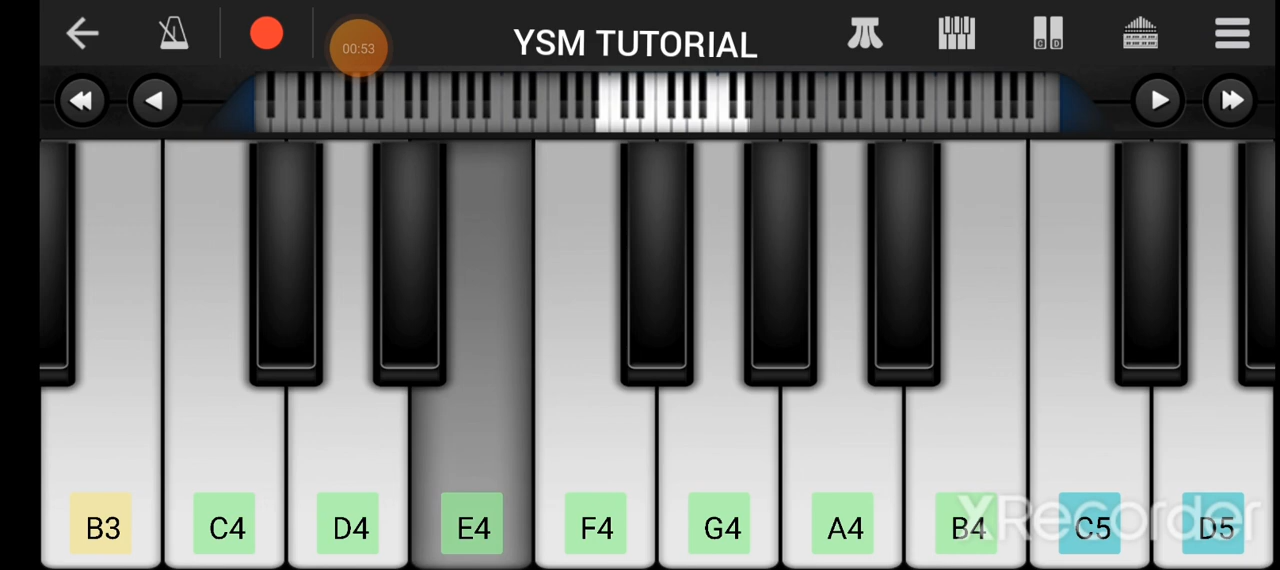 00:53
YSM TUTORIAL
C D
B3 C4 D4 E4 F4 G4 A4 B4 C5 D5
XRecorder